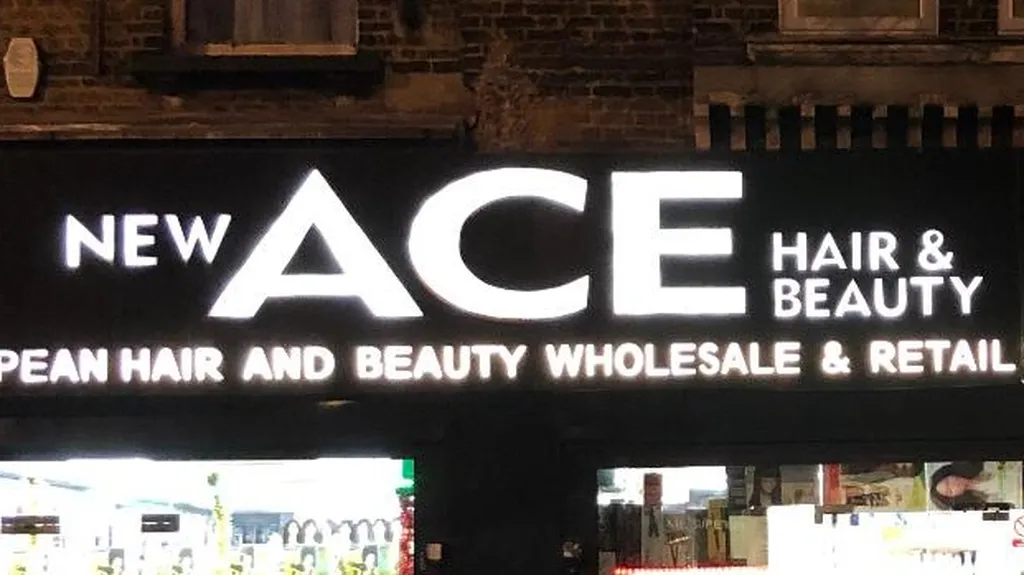 NEW ACE HAIR &
BEAUTY
PEAN HAIR AND BEAUTY WHOLESALE & RETAIL